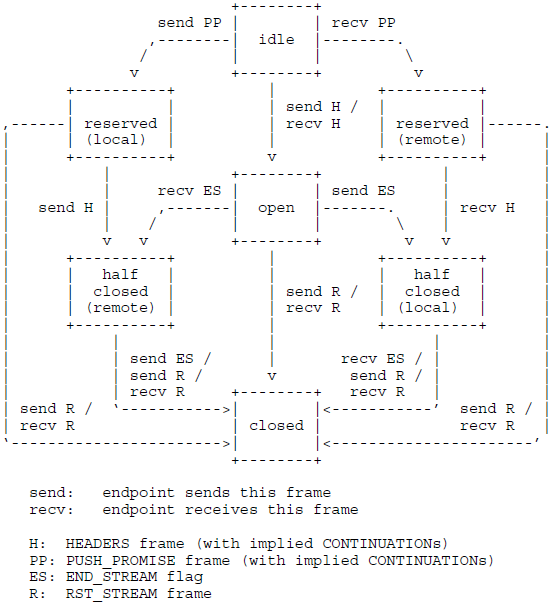 send PP
recv PP
idle
send H /
recv H
reserved
(local)
reserved
(remote)
recv ES
send ES
send H
open
recv H
half
closed
(remote)
half
closed
(local)
send R /
recv R
send ES /
send R /
recv R
recv ES /
send R /
recv R
send R /
recv R
closed
send R /
recv R
send: endpoint sends this frame
recv: endpoint receives this frame
H: HEADERS frame (with implied CONTINUATIONs)
PP: PUSH_PROMISE frame (with implied CONTINUATIONs)
ES: END_STREAM flag
R: RST_STREAM frame